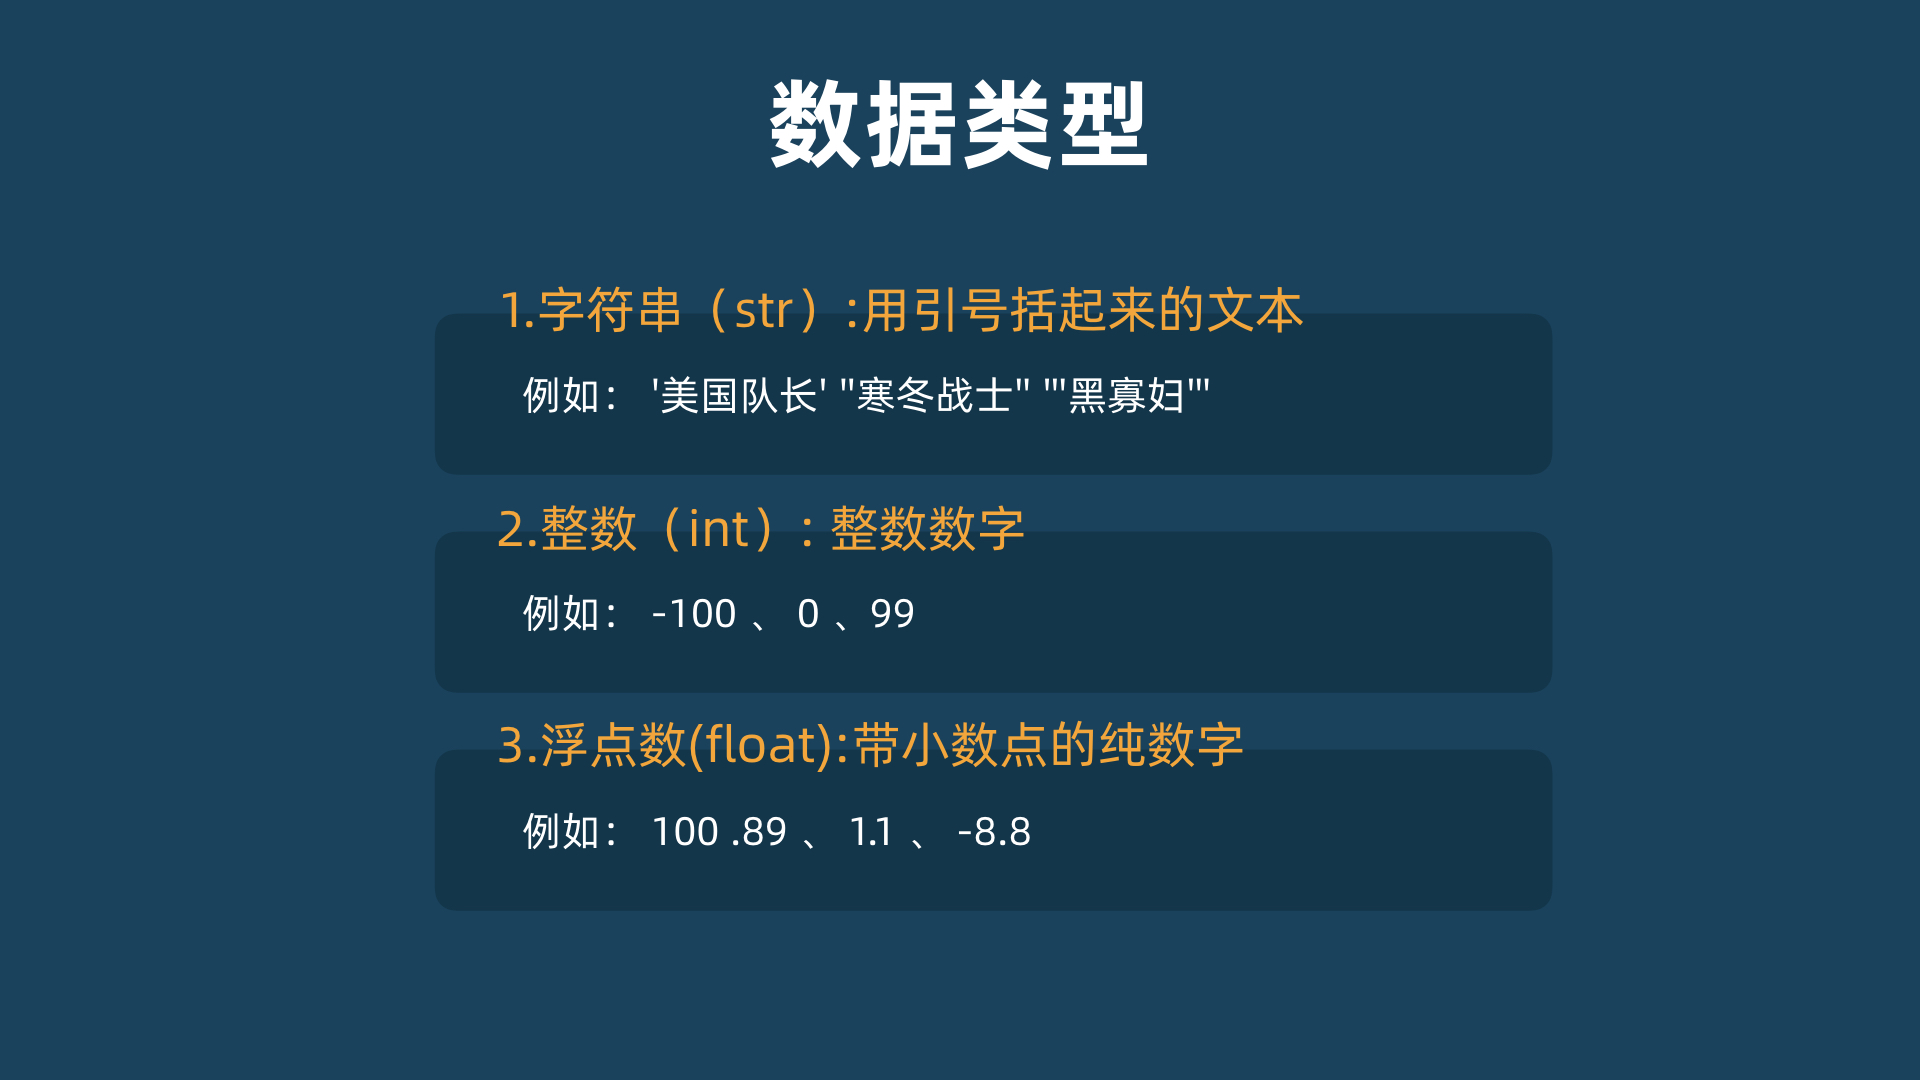 数据类型
1.字符串（str）:用引号括起来的文本
例如： '美国队长' "寒冬战士" '''黑寡妇'''
2.整数（int）: 整数数字
例如： -100 、 0 、99
3.浮点数(float):带小数点的纯数字
例如： 100 .89 、 1.1 、 -8.8